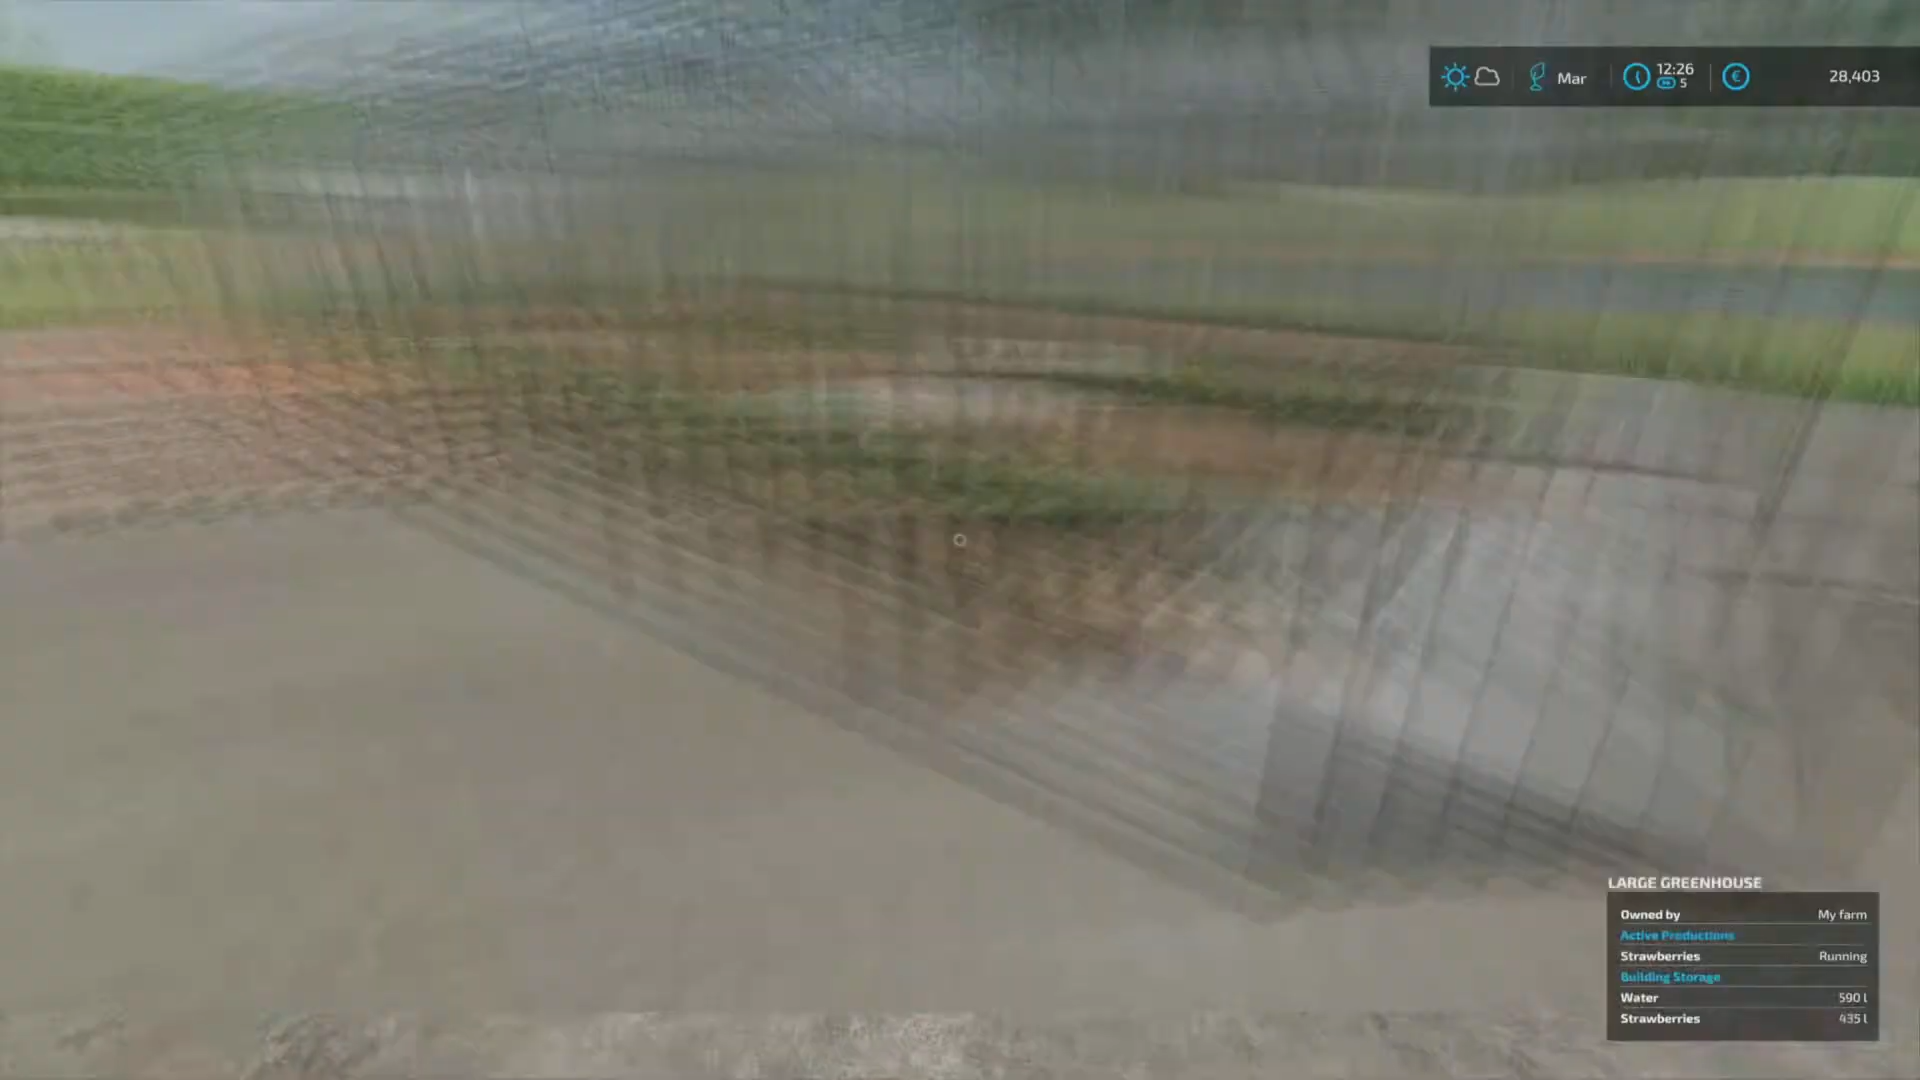 Mar
12:26
5
28,403
LARGE GREENHOUSE
Owned by My farm
Active Productions
Strawberries Running
Building Storage
Water 590 l
Strawberries 435 l